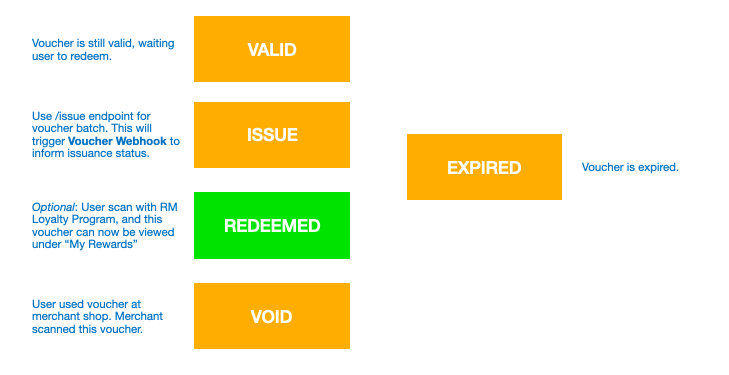 Voucher is still valid, waiting
user to redeem.
VALID
Use /issue endpoint for
voucher batch. This will
trigger Voucher Webhook to
inform issuance status.
ISSUE
Optional: User scan with RM
Loyalty Program, and this
voucher can now be viewed
under “My Rewards”
REDEEMED
User used voucher at
merchant shop. Merchant
scanned this voucher.
VOID
EXPIRED
Voucher is expired.